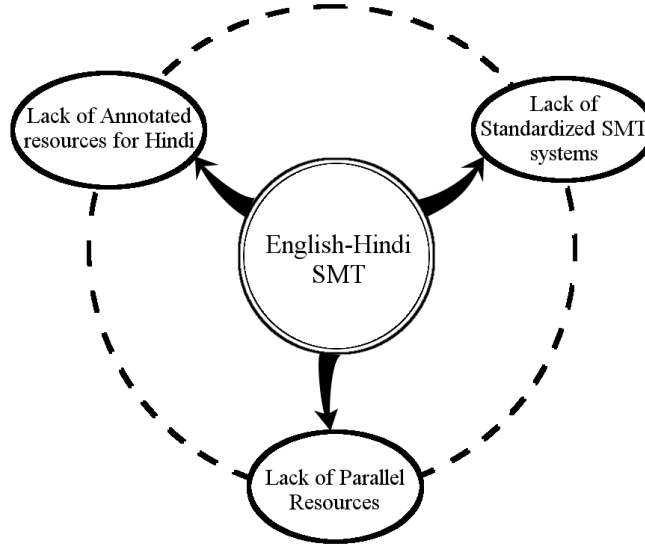 Lack of Annotated
resources for Hindi
Lack of
Standardized SMT
systems
English-Hindi
SMT
Lack of Parallel
Resources